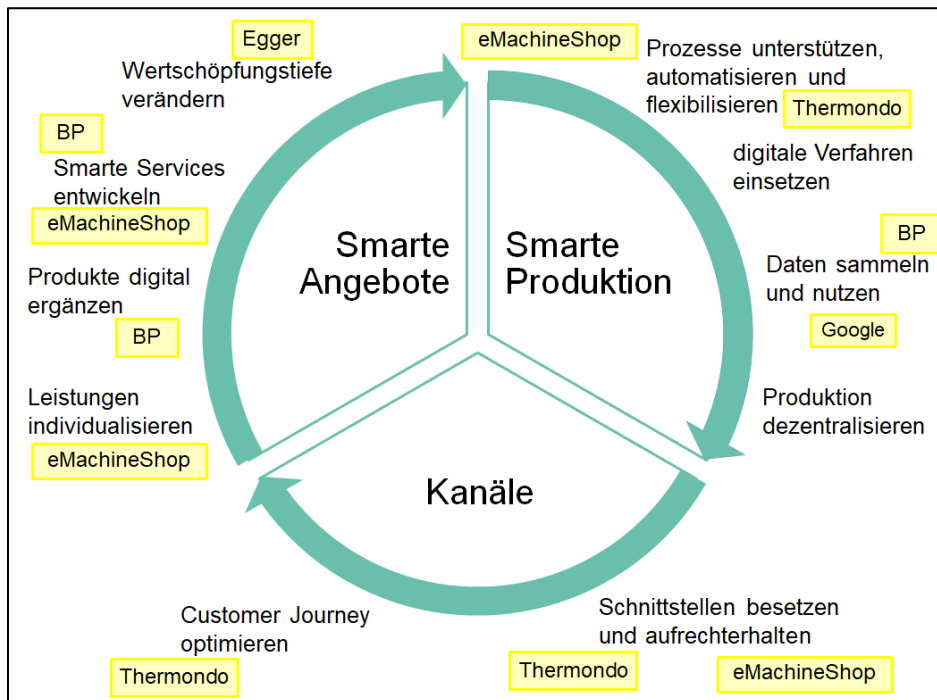 Egger
Wertschöpfungstiefe
verändern
BP
Smarte Services
entwickeln
eMachineShop
Produkte digital
ergänzen
BP
Leistungen
individualisieren
eMachineShop
Smarte
Angebote
Smarte
Produktion
Kanäle
eMachineShop
Prozesse unterstützen,
automatisieren und
flexibilisieren
Thermondo
digitale Verfahren
einsetzen
BP
Daten sammeln
und nutzen
Google
Produktion
dezentralisieren
Schnittstellen besetzen
und aufrechterhalten
Thermondo
eMachineShop
Customer Journey
optimieren
Thermondo